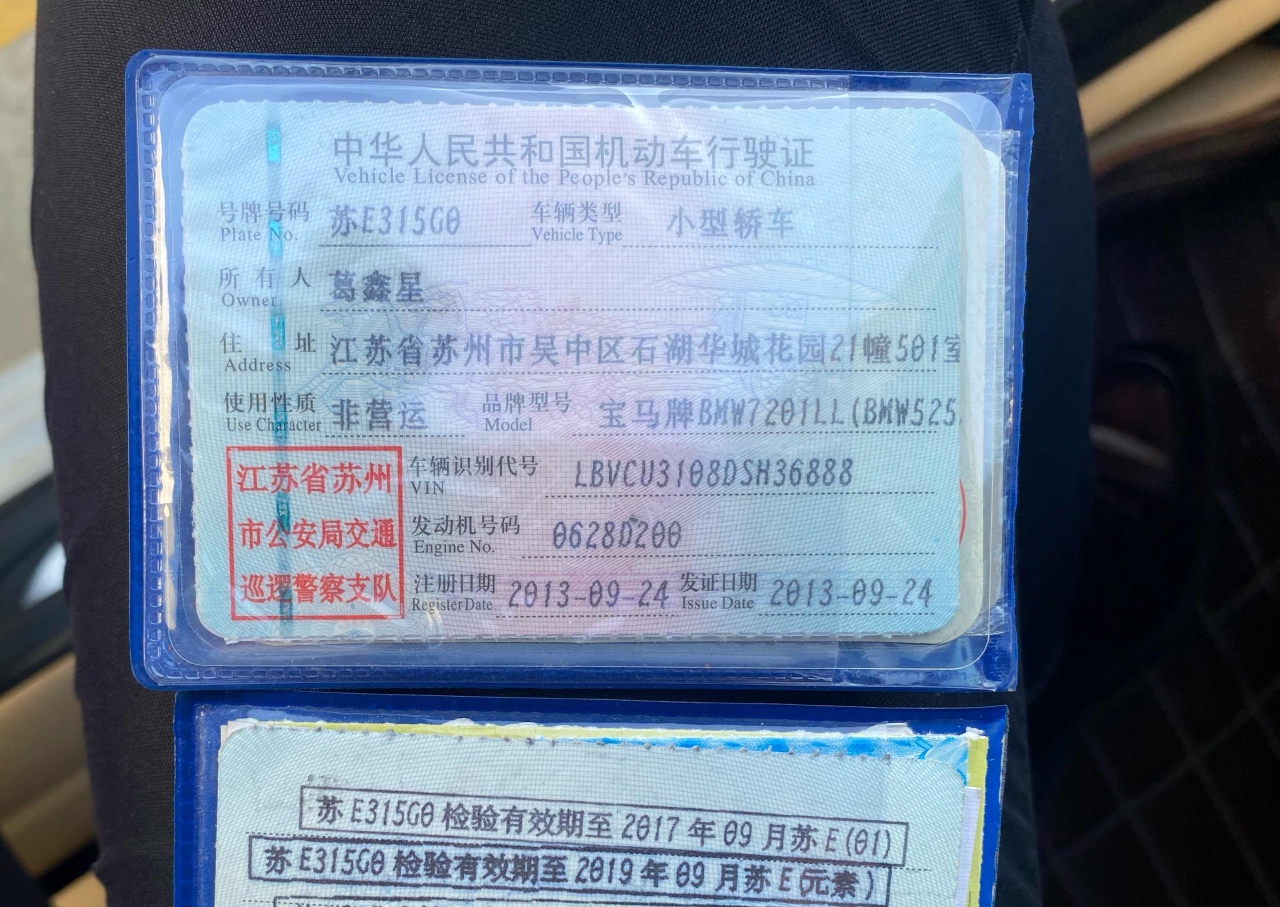 中华人民共和国机动车行驶证
Vehicle License of the People's Republic of China
号牌号码 苏E315G0 车辆类型 小型轿车
Plate No. Vehicle Type
所有人 葛鑫星
Owner
住址 江苏省苏州市吴中区石湖华城花园21幢501室
Address
使用性质 非营运 品牌型号 宝马牌BMW7201LL(BMW525
Use Character Model
江苏省苏州
市公安局交通
巡逻警察支队
车辆识别代号 LBVCU3108DSH36888
VIN
发动机号码 0628D200
Engine No.
注册日期 2013-09-24 发证日期 2013-09-24
Register Date Issue Date
苏E315G0检验有效期至2017年09月苏E(01)
苏E315G0检验有效期至2019年09月苏E(元素)